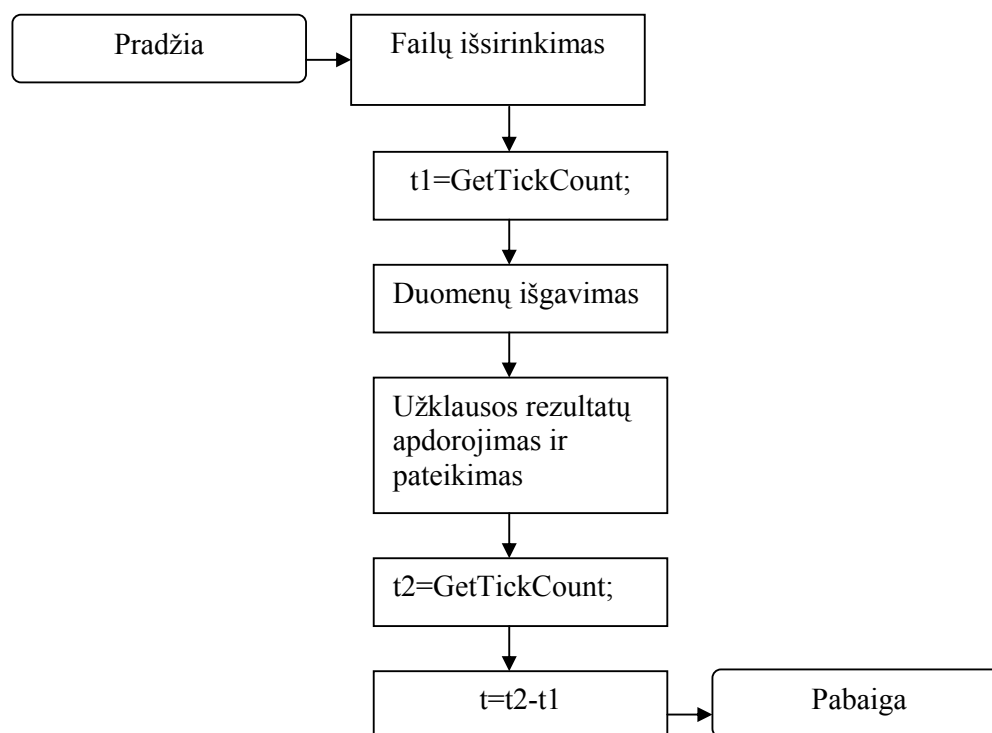 Pradžia
Failų išsirinkimas
t1=GetTickCount;
Duomenų išgavimas
Užklausos rezultatų
apdorojimas ir
pateikimas
t2=GetTickCount;
t=t2-t1
Pabaiga